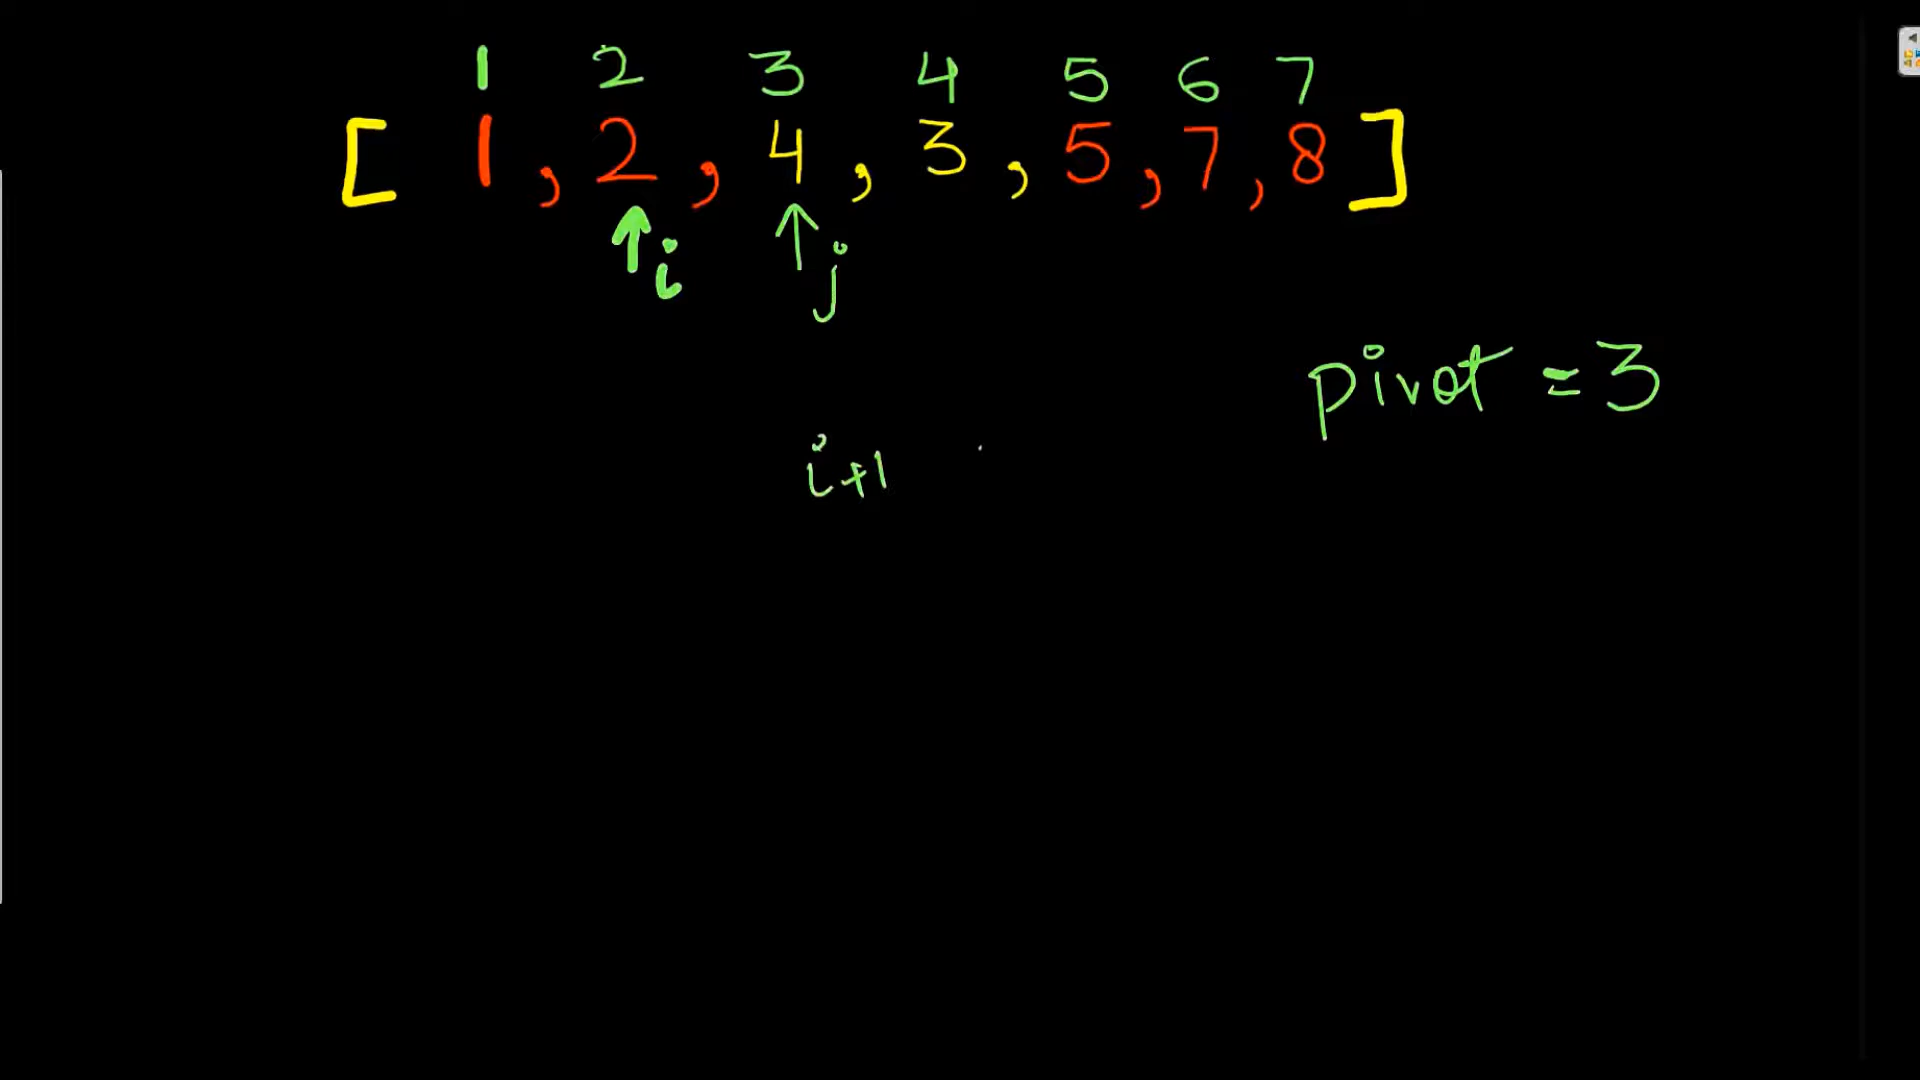 1 2 3 4 5 6 7
[ 1 , 2 , 4 , 3 , 5 , 7 , 8 ]
i j
pivot = 3
i+1